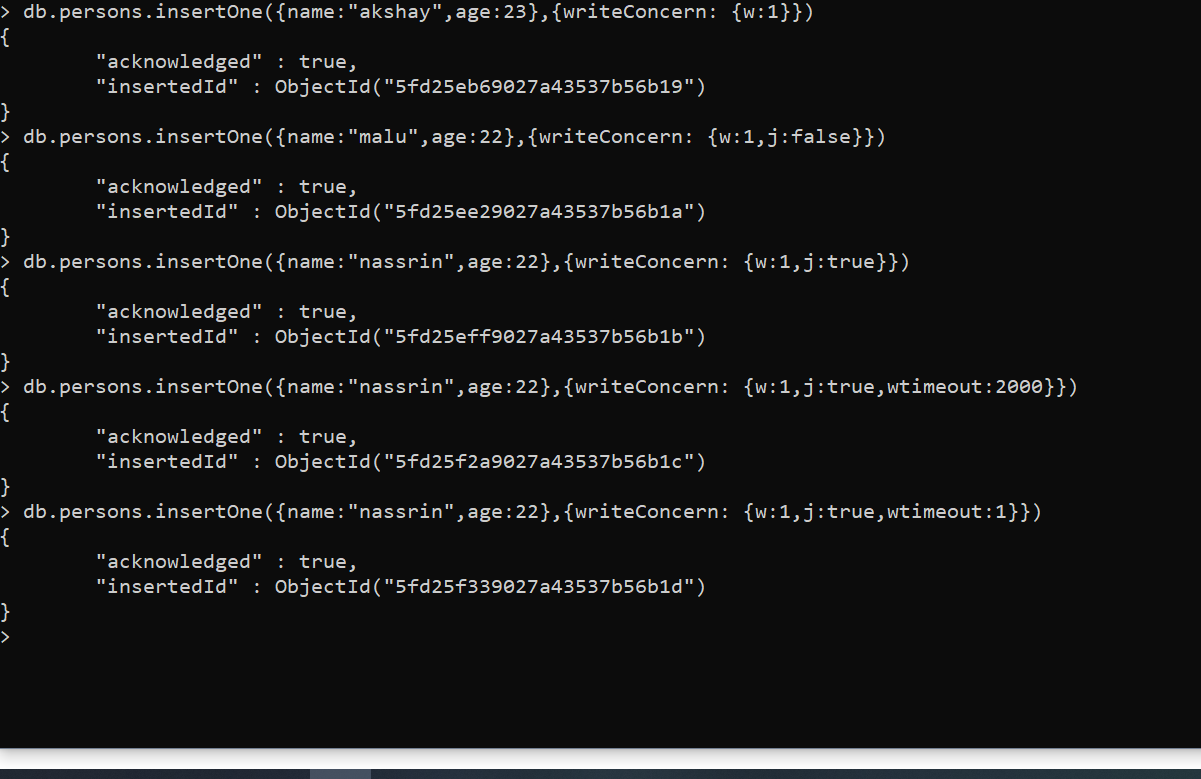 > db.persons.insertOne({name:"akshay",age:23},{writeConcern: {w:1}})
{
        "acknowledged" : true,
        "insertedId" : ObjectId("5fd25eb69027a43537b56b19")
}
> db.persons.insertOne({name:"malu",age:22},{writeConcern: {w:1,j:false}})
{
        "acknowledged" : true,
        "insertedId" : ObjectId("5fd25ee29027a43537b56b1a")
}
> db.persons.insertOne({name:"nassrin",age:22},{writeConcern: {w:1,j:true}})
{
        "acknowledged" : true,
        "insertedId" : ObjectId("5fd25eff9027a43537b56b1b")
}
> db.persons.insertOne({name:"nassrin",age:22},{writeConcern: {w:1,j:true,wtimeout:2000}})
{
        "acknowledged" : true,
        "insertedId" : ObjectId("5fd25f2a9027a43537b56b1c")
}
> db.persons.insertOne({name:"nassrin",age:22},{writeConcern: {w:1,j:true,wtimeout:1}})
{
        "acknowledged" : true,
        "insertedId" : ObjectId("5fd25f339027a43537b56b1d")
}
>